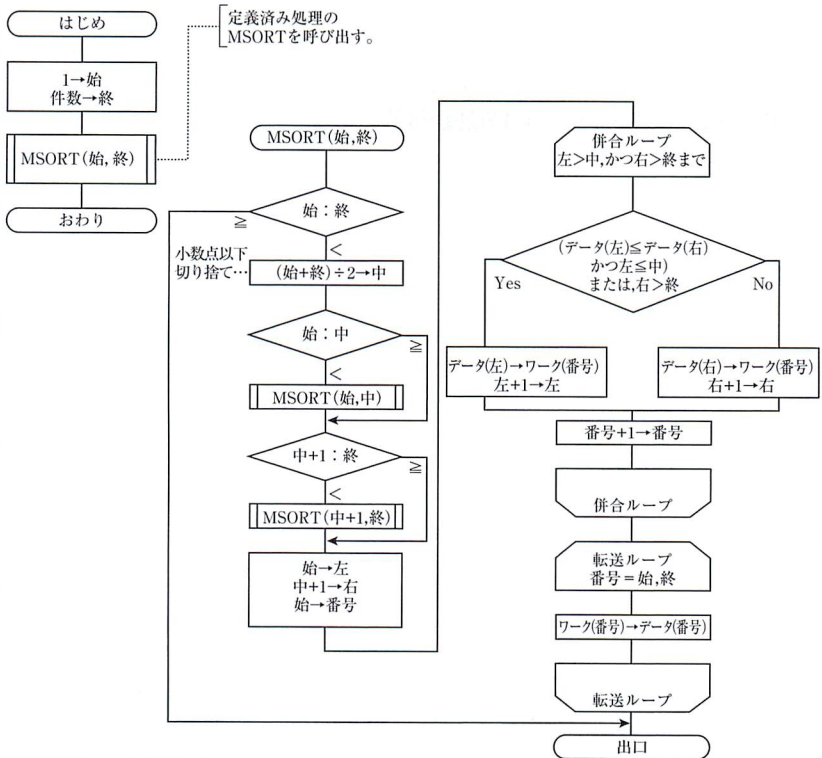 はじめ
1→始
件数→終
MSORT(始, 終)
おわり
定義済み処理の
MSORTを呼び出す。
MSORT(始,終)
始：終
≧
<
小数点以下
切り捨て…
(始+終)÷2→中
始：中
≧
<
MSORT(始,中)
中+1：終
≧
<
MSORT(中+1,終)
始→左
中+1→右
始→番号
併合ループ
左>中,かつ右>終まで
(データ(左)≦データ(右)
かつ左≦中)
または,右>終
Yes
No
データ(左)→ワーク(番号)
左+1→左
データ(右)→ワーク(番号)
右+1→右
番号+1→番号
併合ループ
転送ループ
番号＝始,終
ワーク(番号)→データ(番号)
転送ループ
出口